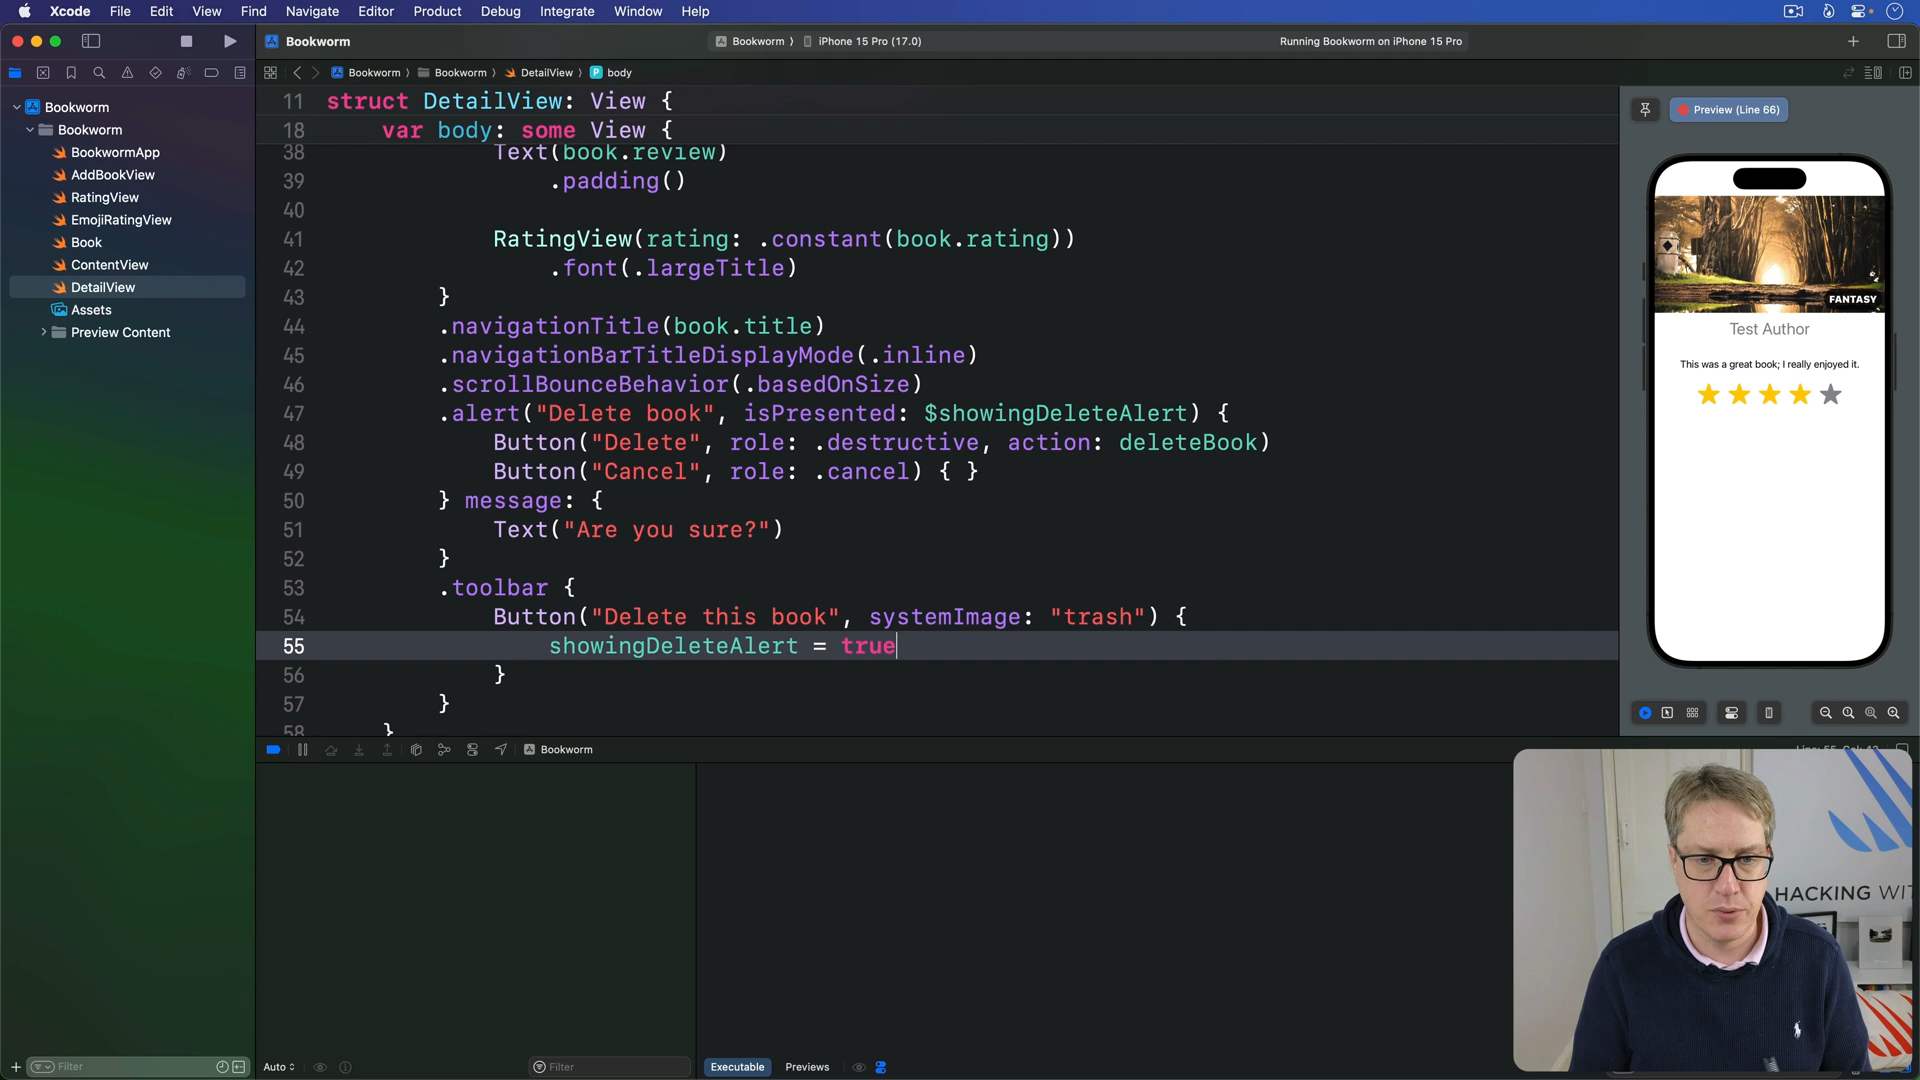 Xcode File Edit View Find Navigate Editor Product Debug Integrate Window Help
Bookworm
Bookworm 〉 iPhone 15 Pro (17.0)
Running Bookworm on iPhone 15 Pro
Bookworm 〉 Bookworm 〉 DetailView 〉 P body
Bookworm
Bookworm
BookwormApp
AddBookView
RatingView
EmojiRatingView
Book
ContentView
DetailView
Assets
Preview Content
11 struct DetailView: View {
18 var body: some View {
38 Text(book.review)
39 .padding()
40
41 RatingView(rating: .constant(book.rating))
42 .font(.largeTitle)
43 }
44 .navigationTitle(book.title)
45 .navigationBarTitleDisplayMode(.inline)
46 .scrollBounceBehavior(.basedOnSize)
47 .alert("Delete book", isPresented: $showingDeleteAlert) {
48 Button("Delete", role: .destructive, action: deleteBook)
49 Button("Cancel", role: .cancel) { }
50 } message: {
51 Text("Are you sure?")
52 }
53 .toolbar {
54 Button("Delete this book", systemImage: "trash") {
55 showingDeleteAlert = true
56 }
57 }
58 }
Preview (Line 66)
FANTASY
Test Author
This was a great book; I really enjoyed it.
Bookworm
HACKING WIT
Filter
Auto
Filter
Executable
Previews